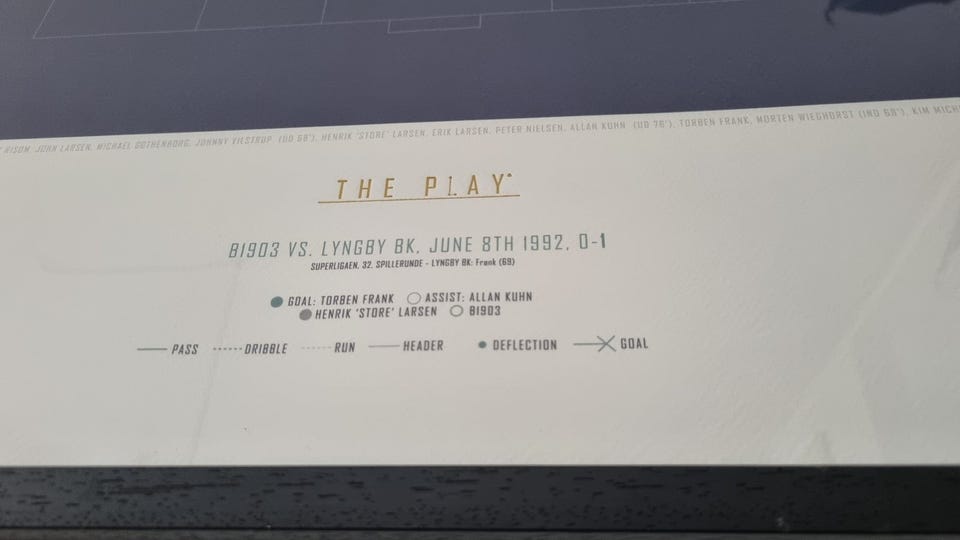 RISOM, JOHN LARSEN, MICHAEL GOTHENBORG, JOHNNY VILSTRUP (UD 68'), HENRIK 'STORE' LARSEN, ERIK LARSEN, PETER NIELSEN, ALLAN KUHN (UD 76'), TORBEN FRANK, MORTEN WIEGHORST (IND 68'), KIM
THE PLAY
B1903 VS. LYNGBY BK, JUNE 8TH 1992, 0-1
SUPERLIGAEN, 32. SPILLERUNDE - LYNGBY BK: Frank (69)
GOAL: TORBEN FRANK ASSIST: ALLAN KUHN
HENRIK 'STORE' LARSEN B1903
PASS DRIBBLE RUN HEADER DEFLECTION GOAL